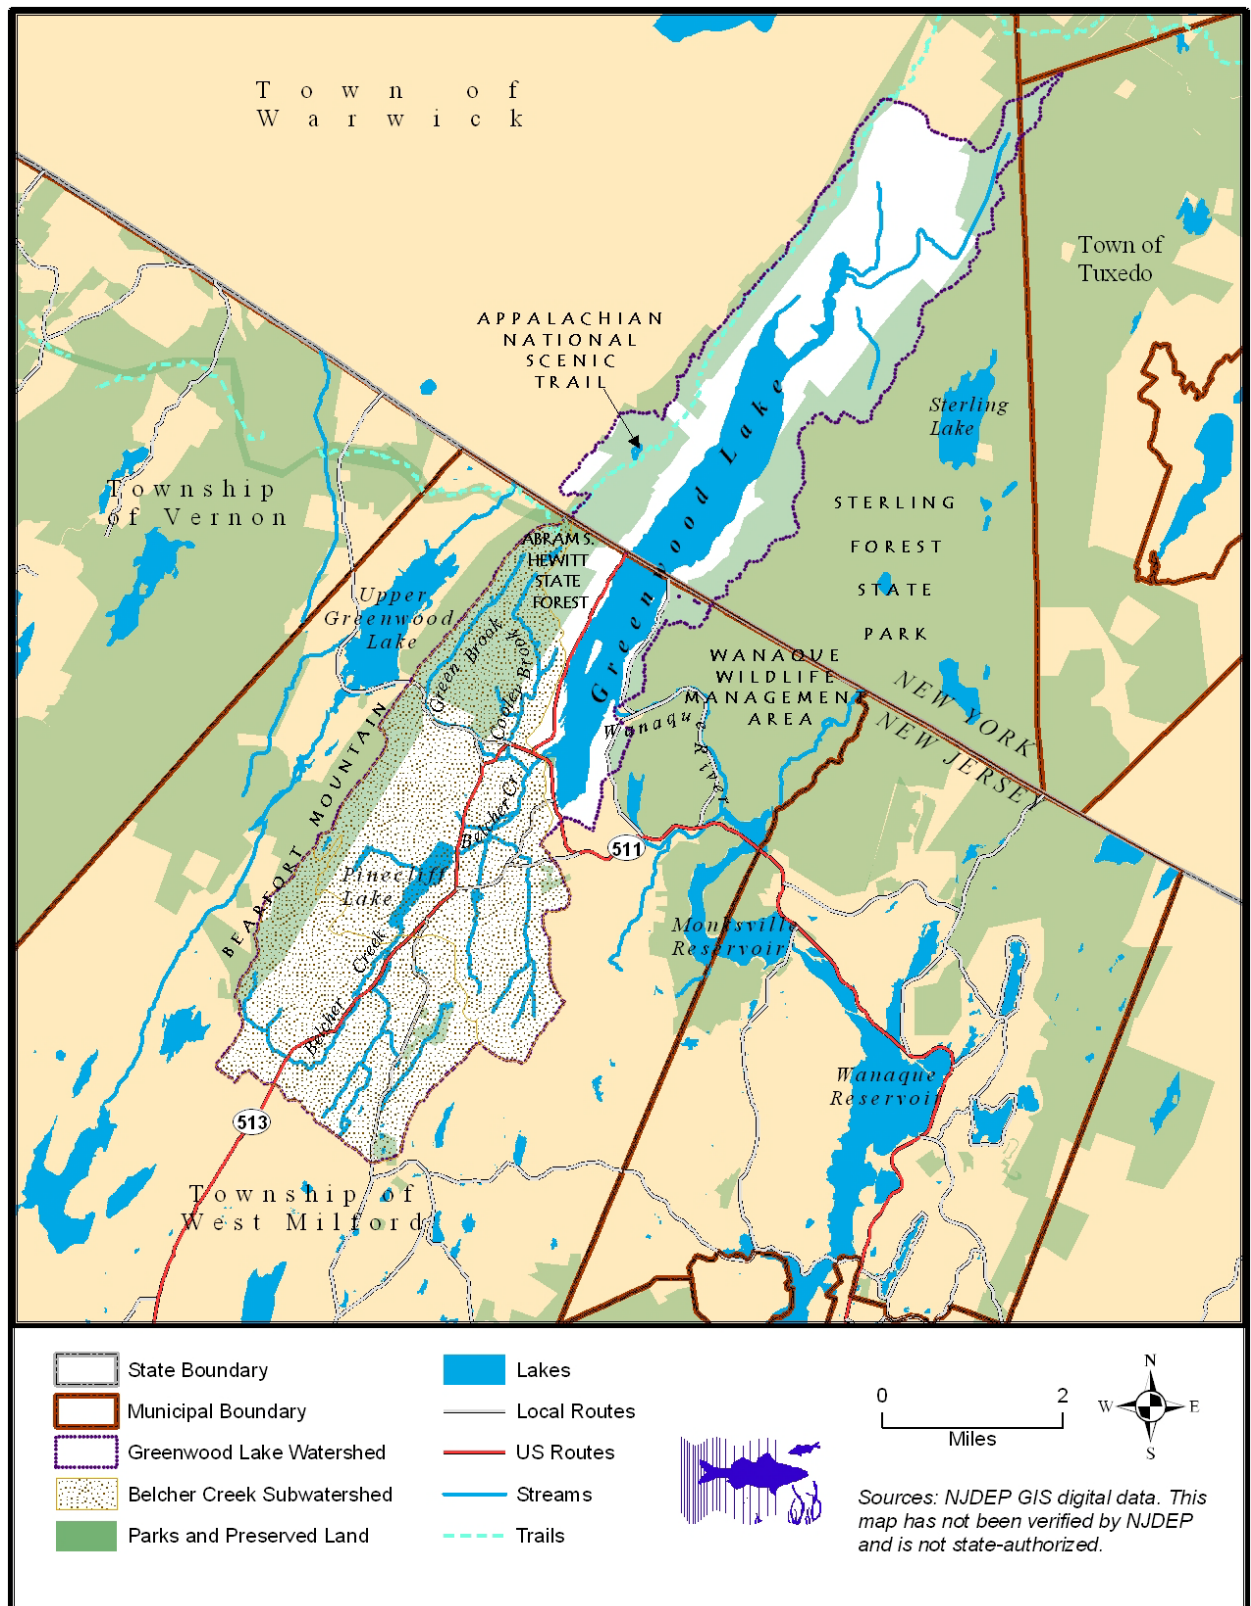 Town of
Warwick
Town of
Tuxedo
APPALACHIAN
NATIONAL
SCENIC
TRAIL
Greenwood Lake
Sterling
Lake
Township
of Vernon
STERLING
FOREST
STATE
PARK
ABRAM S.
HEWITT
STATE
FOREST
Upper
Greenwood
Lake
Green Brook
Cooley Brook
WANAQUE
WILDLIFE
MANAGEMENT
AREA
NEW YORK
NEW JERSEY
Wanaque River
BEARFORT MOUNTAIN
Belcher Cr
511
Pinecliff
Lake
Monksville
Reservoir
Belcher Creek
Wanaque
Reservoir
513
Township of
West Milford
State Boundary
Municipal Boundary
Greenwood Lake Watershed
Belcher Creek Subwatershed
Parks and Preserved Land
Lakes
Local Routes
US Routes
Streams
Trails
0 2
Miles
N
W E
S
Sources: NJDEP GIS digital data. This
map has not been verified by NJDEP
and is not state-authorized.